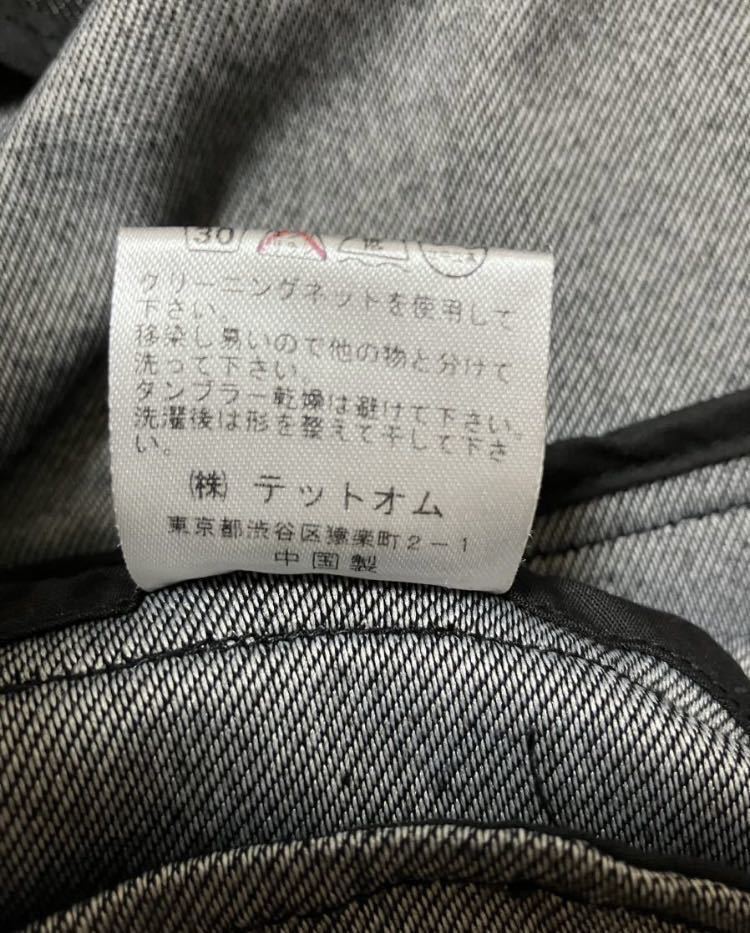 30
クリーニングネットを使用して
下さい。
移染し易いので他の物と分けて
洗って下さい。
タンブラー乾燥は避けて下さい。
洗濯後は形を整えて干して下さ
い。
㈱ テットオム
東京都渋谷区猿楽町2-1
中国製